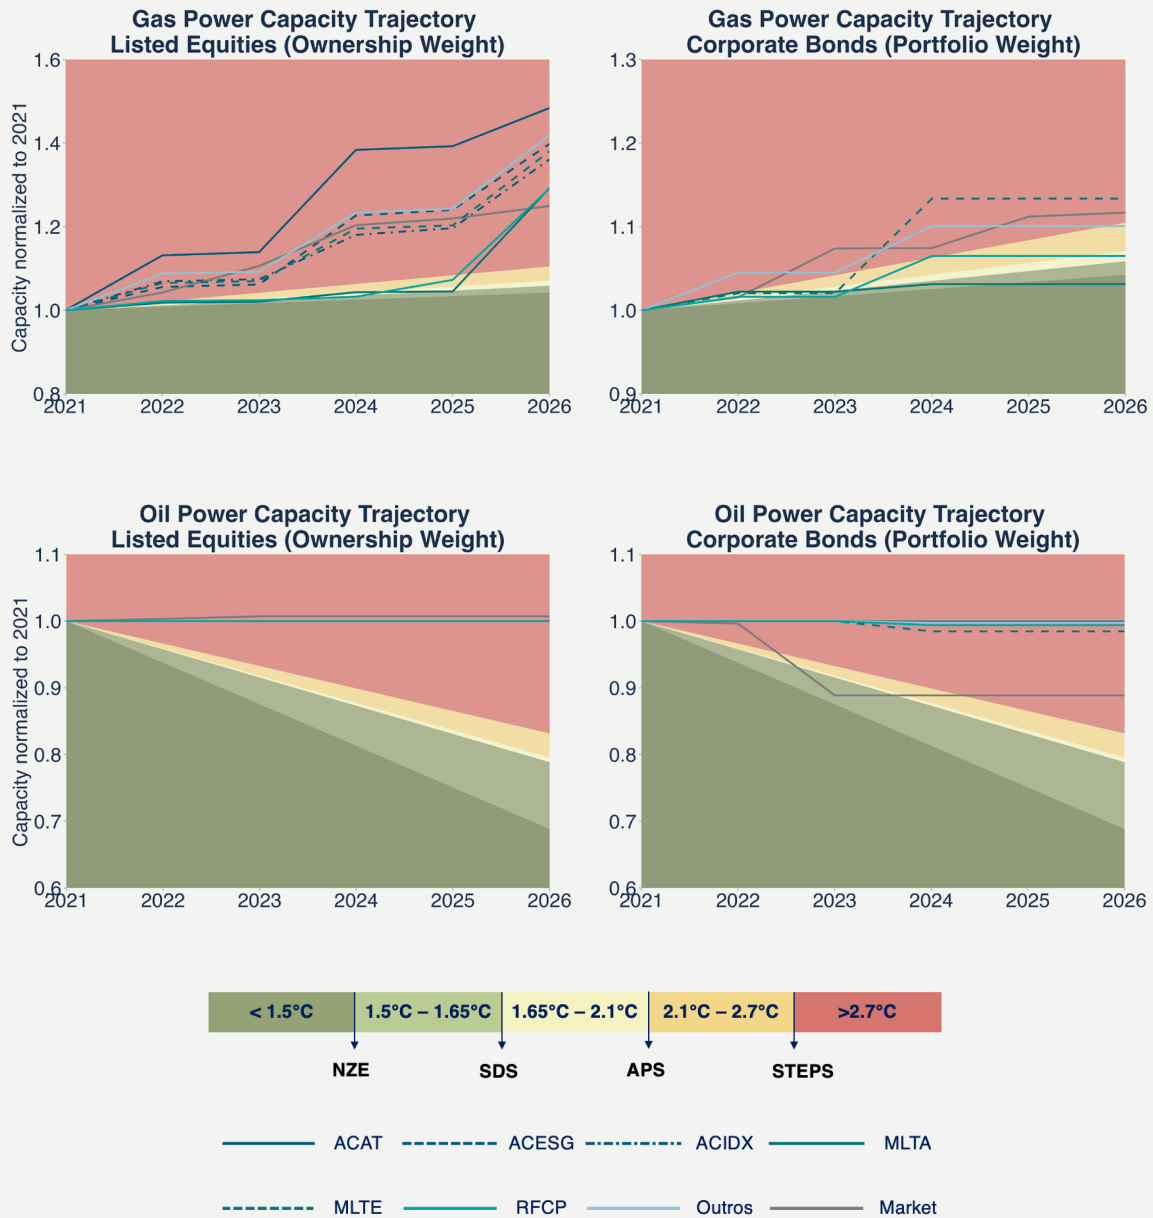 Gas Power Capacity Trajectory
Listed Equities (Ownership Weight)
Capacity normalized to 2021
1.6
1.4
1.2
1.0
0.8
2021 2022 2023 2024 2025 2026
Gas Power Capacity Trajectory
Corporate Bonds (Portfolio Weight)
1.3
1.2
1.1
1.0
0.9
2021 2022 2023 2024 2025 2026
Oil Power Capacity Trajectory
Listed Equities (Ownership Weight)
Capacity normalized to 2021
1.1
1.0
0.9
0.8
0.7
0.6
2021 2022 2023 2024 2025 2026
Oil Power Capacity Trajectory
Corporate Bonds (Portfolio Weight)
1.1
1.0
0.9
0.8
0.7
0.6
2021 2022 2023 2024 2025 2026
< 1.5°C 1.5°C – 1.65°C 1.65°C – 2.1°C 2.1°C – 2.7°C >2.7°C
NZE SDS APS STEPS
ACAT ACESG ACIDX MLTA
MLTE RFCP Outros Market